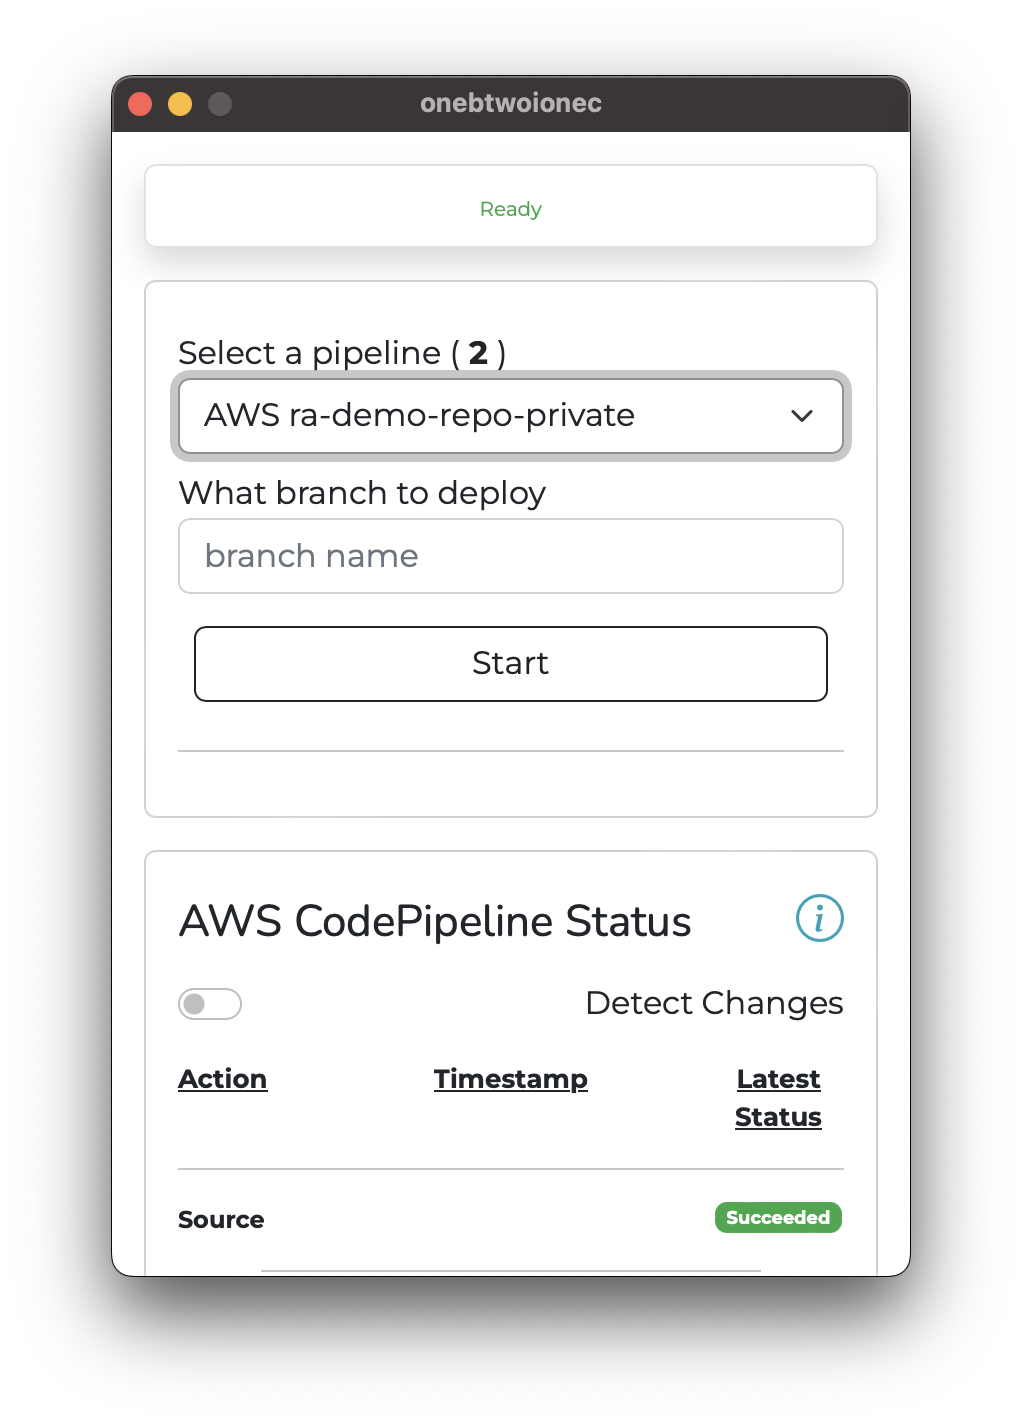 onebtwoionec
Ready
Select a pipeline ( 2 )
AWS ra-demo-repo-private
What branch to deploy
branch name
Start
AWS CodePipeline Status
i
Detect Changes
Action Timestamp Latest
Status
Source Succeeded